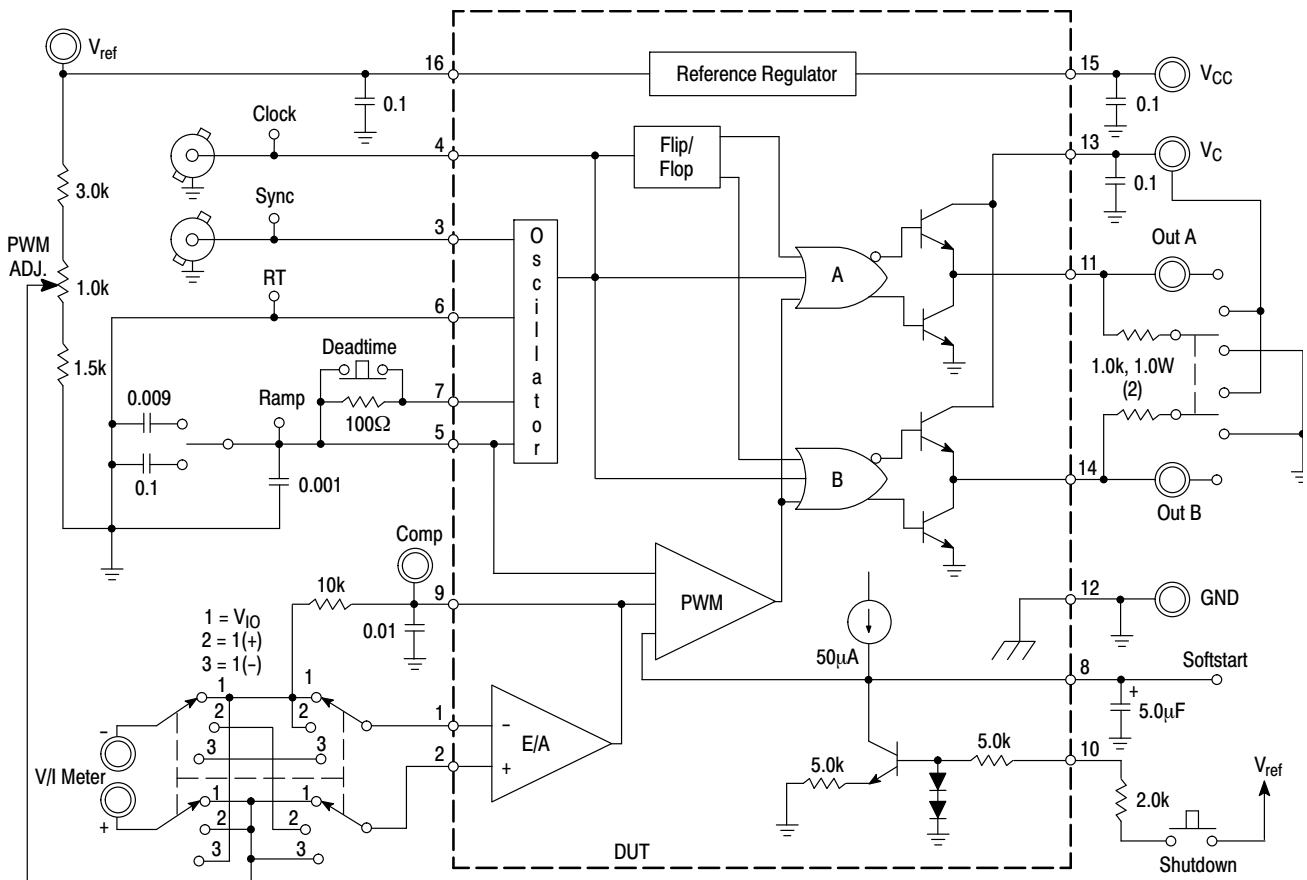 V_ref
16
Reference Regulator
15
V_CC
0.1
0.1
Clock
4
Flip/
Flop
13
V_C
0.1
3.0k
Sync
3
PWM
ADJ.
1.0k
RT
6
Oscillator
A
11
Out A
1.5k
Deadtime
0.009
Ramp
7
100Ω
1.0k, 1.0W
(2)
5
0.1
0.001
B
14
Out B
Comp
10k
9
PWM
12
GND
0.01
1 = V_IO
2 = 1(+)
3 = 1(–)
50µA
8
Softstart
+
5.0µF
1
1
2
2
3
3
–
V/I Meter
+
1
–
E/A
2
+
5.0k
5.0k
10
V_ref
2.0k
1
1
2
2
3
3
DUT
Shutdown